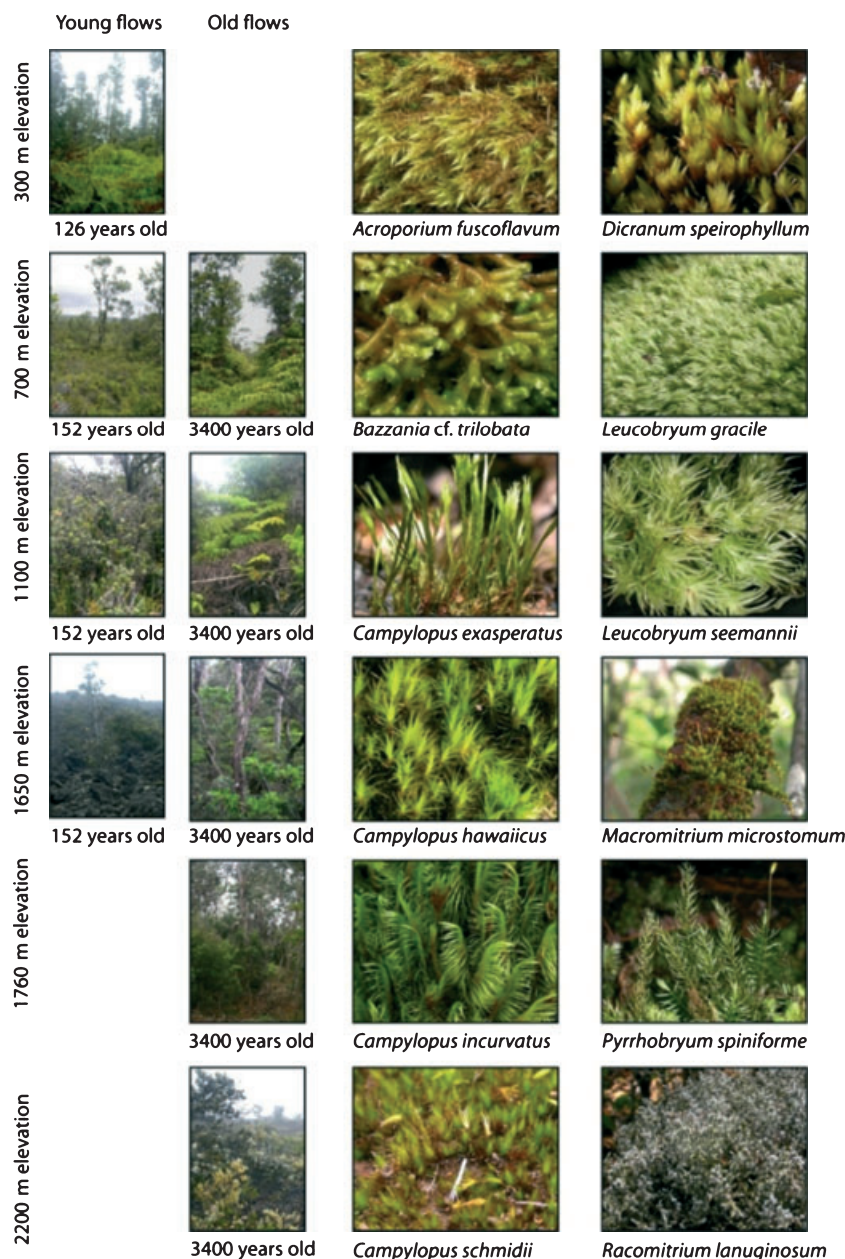 Young flows Old flows
300 m elevation
126 years old Acroporium fuscoflavum Dicranum speirophyllum
700 m elevation
152 years old 3400 years old Bazzania cf. trilobata Leucobryum gracile
1100 m elevation
152 years old 3400 years old Campylopus exasperatus Leucobryum seemannii
1650 m elevation
152 years old 3400 years old Campylopus hawaiicus Macromitrium microstomum
1760 m elevation
3400 years old Campylopus incurvatus Pyrrhobryum spiniforme
2200 m elevation
3400 years old Campylopus schmidii Racomitrium lanuginosum